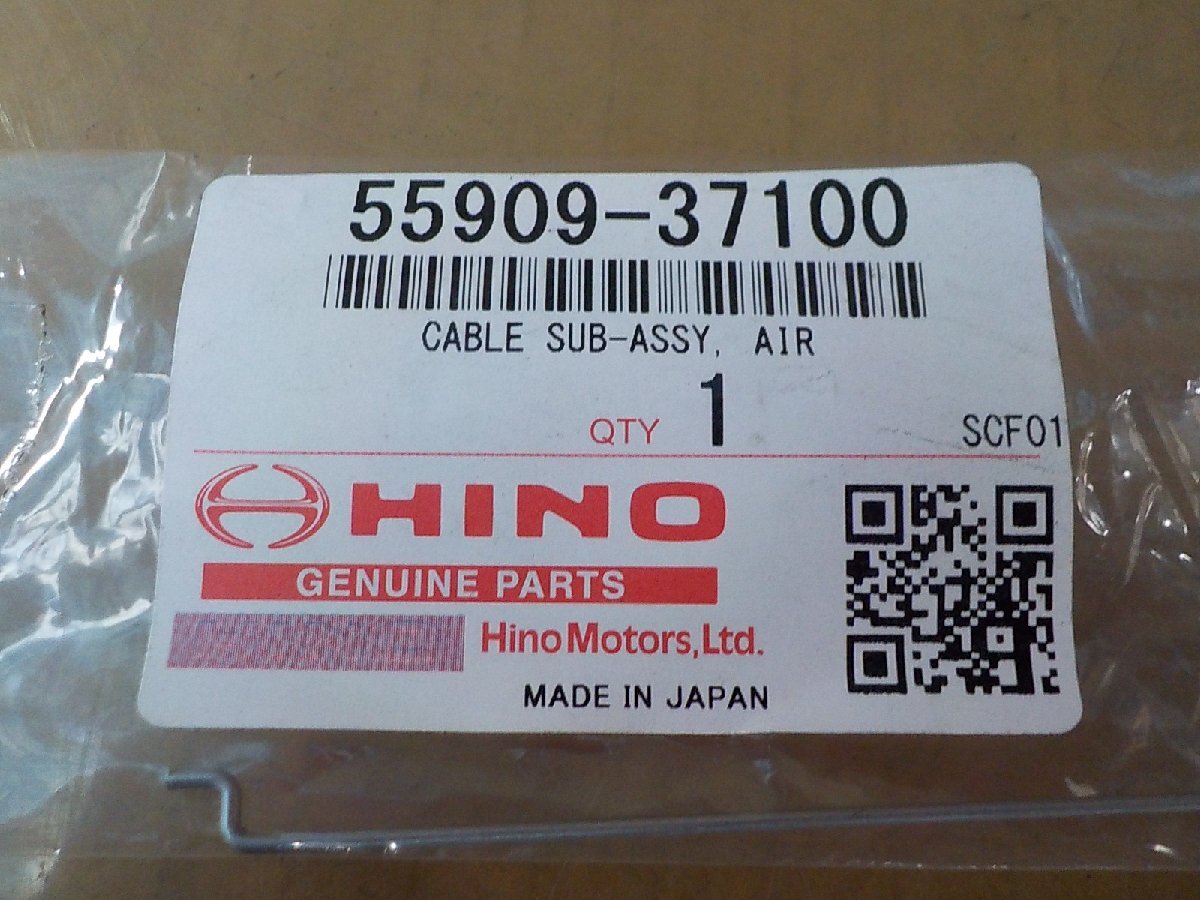 55909-37100
CABLE SUB-ASSY, AIR
QTY 1 SCF01
HINO
GENUINE PARTS
Hino Motors, Ltd.
MADE IN JAPAN